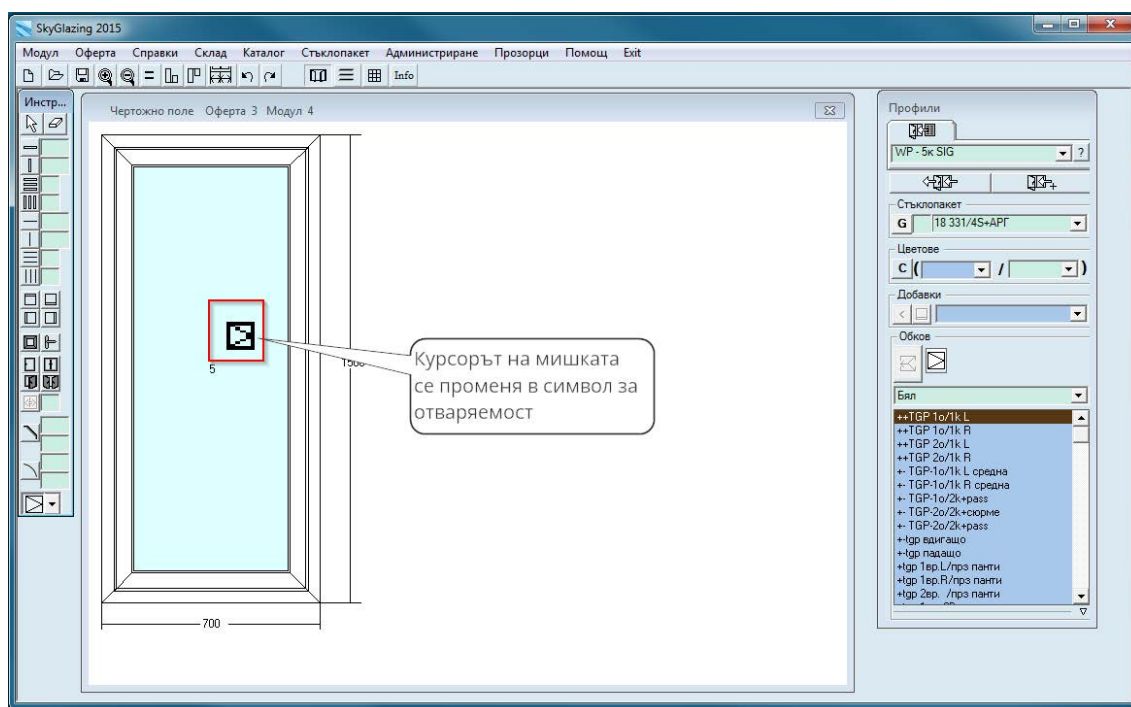 SkyGlazing 2015
Модул Оферта Справки Склад Каталог Стъклопакет Администриране Прозорци Помощ Exit
Info
Инстр...
Чертожно поле Оферта 3 Модул 4
5
1500
700
Курсорът на мишката
се променя в символ за
отваряемост
Профили
WP - 5к SIG
?
Стъклопакет
G 18 331/4S+АРГ
Цветове
C ( / )
Добавки
<
Обков
Бял
++TGP 1o/1k L
++TGP 1o/1k R
++TGP 2o/1k L
++TGP 2o/1k R
+- TGP-1o/1k L средна
+- TGP-1o/1k R средна
+- TGP-1o/2k+pass
+- TGP-2o/2k+сюрме
+- TGP-2o/2k+pass
+-tgp вдигащо
+-tgp падащо
+tgp 1вр.L/прз панти
+tgp 1вр.R/прз панти
+tgp 2вр. /прз панти